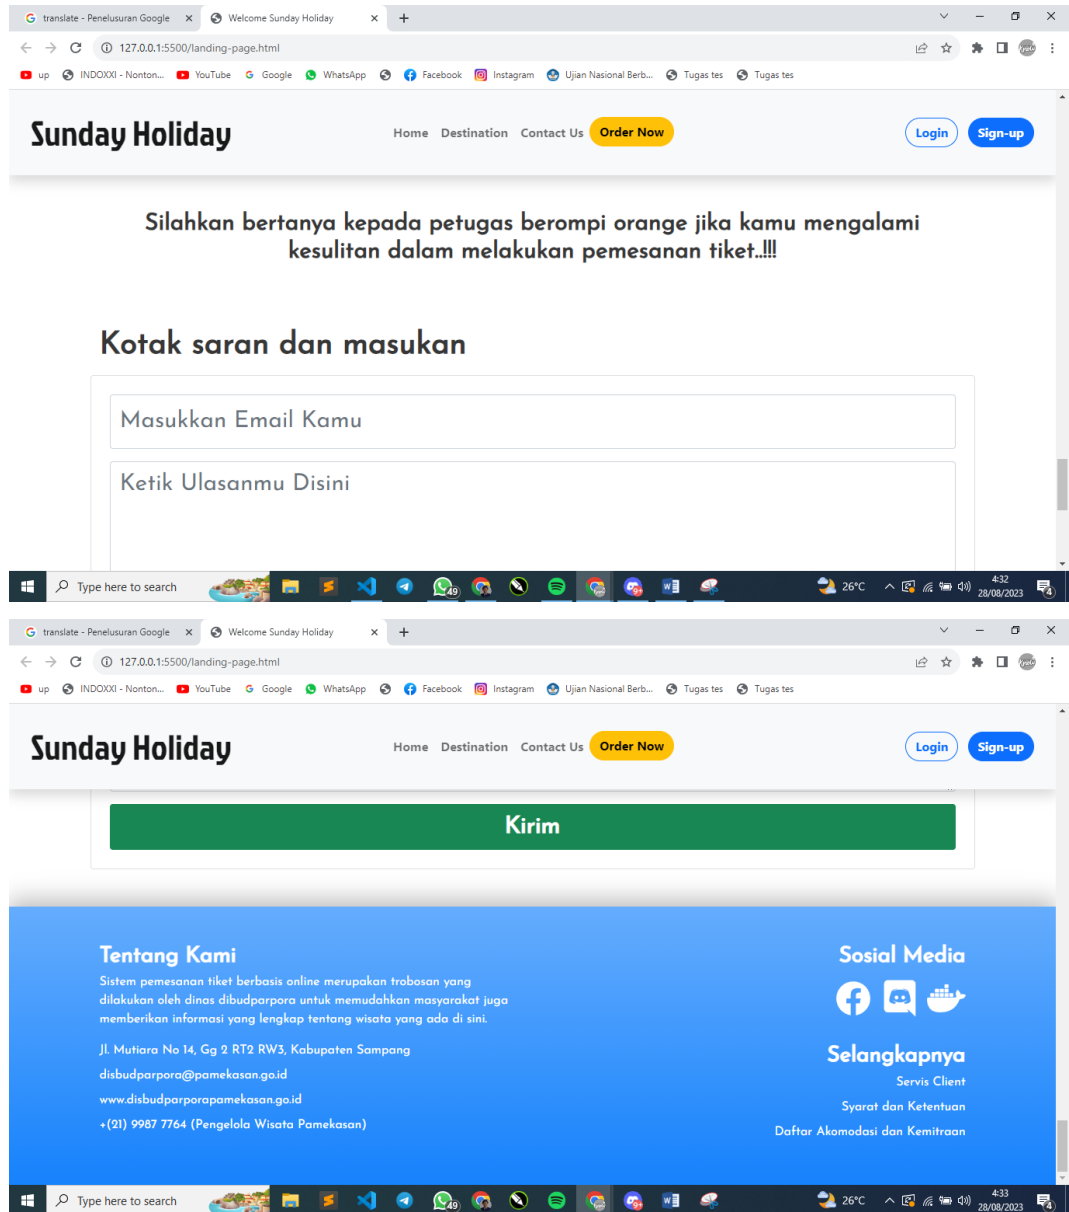 translate - Penelusuran Google
Welcome Sunday Holiday
127.0.0.1:5500/landing-page.html
up INDOXXI - Nonton... YouTube Google WhatsApp Facebook Instagram Ujian Nasional Berb... Tugas tes Tugas tes
Sunday Holiday
Home Destination Contact Us Order Now
Login Sign-up
Silahkan bertanya kepada petugas berompi orange jika kamu mengalami
kesulitan dalam melakukan pemesanan tiket..!!!
Kotak saran dan masukan
Masukkan Email Kamu
Ketik Ulasanmu Disini
Type here to search
49
26°C
4:32
28/08/2023
4
translate - Penelusuran Google
Welcome Sunday Holiday
127.0.0.1:5500/landing-page.html
up INDOXXI - Nonton... YouTube Google WhatsApp Facebook Instagram Ujian Nasional Berb... Tugas tes Tugas tes
Sunday Holiday
Home Destination Contact Us Order Now
Login Sign-up
Kirim
Tentang Kami
Sistem pemesanan tiket berbasis online merupakan trobosan yang
dilakukan oleh dinas dibudparpora untuk memudahkan masyarakat juga
memberikan informasi yang lengkap tentang wisata yang ada di sini.
Jl. Mutiara No 14, Gg 2 RT2 RW3, Kabupaten Sampang
disbudparpora@pamekasan.go.id
www.disbudparporapamekasan.go.id
+(21) 9987 7764 (Pengelola Wisata Pamekasan)
Sosial Media
Selangkapnya
Servis Client
Syarat dan Ketentuan
Daftar Akomodasi dan Kemitraan
Type here to search
49
26°C
4:33
28/08/2023
4